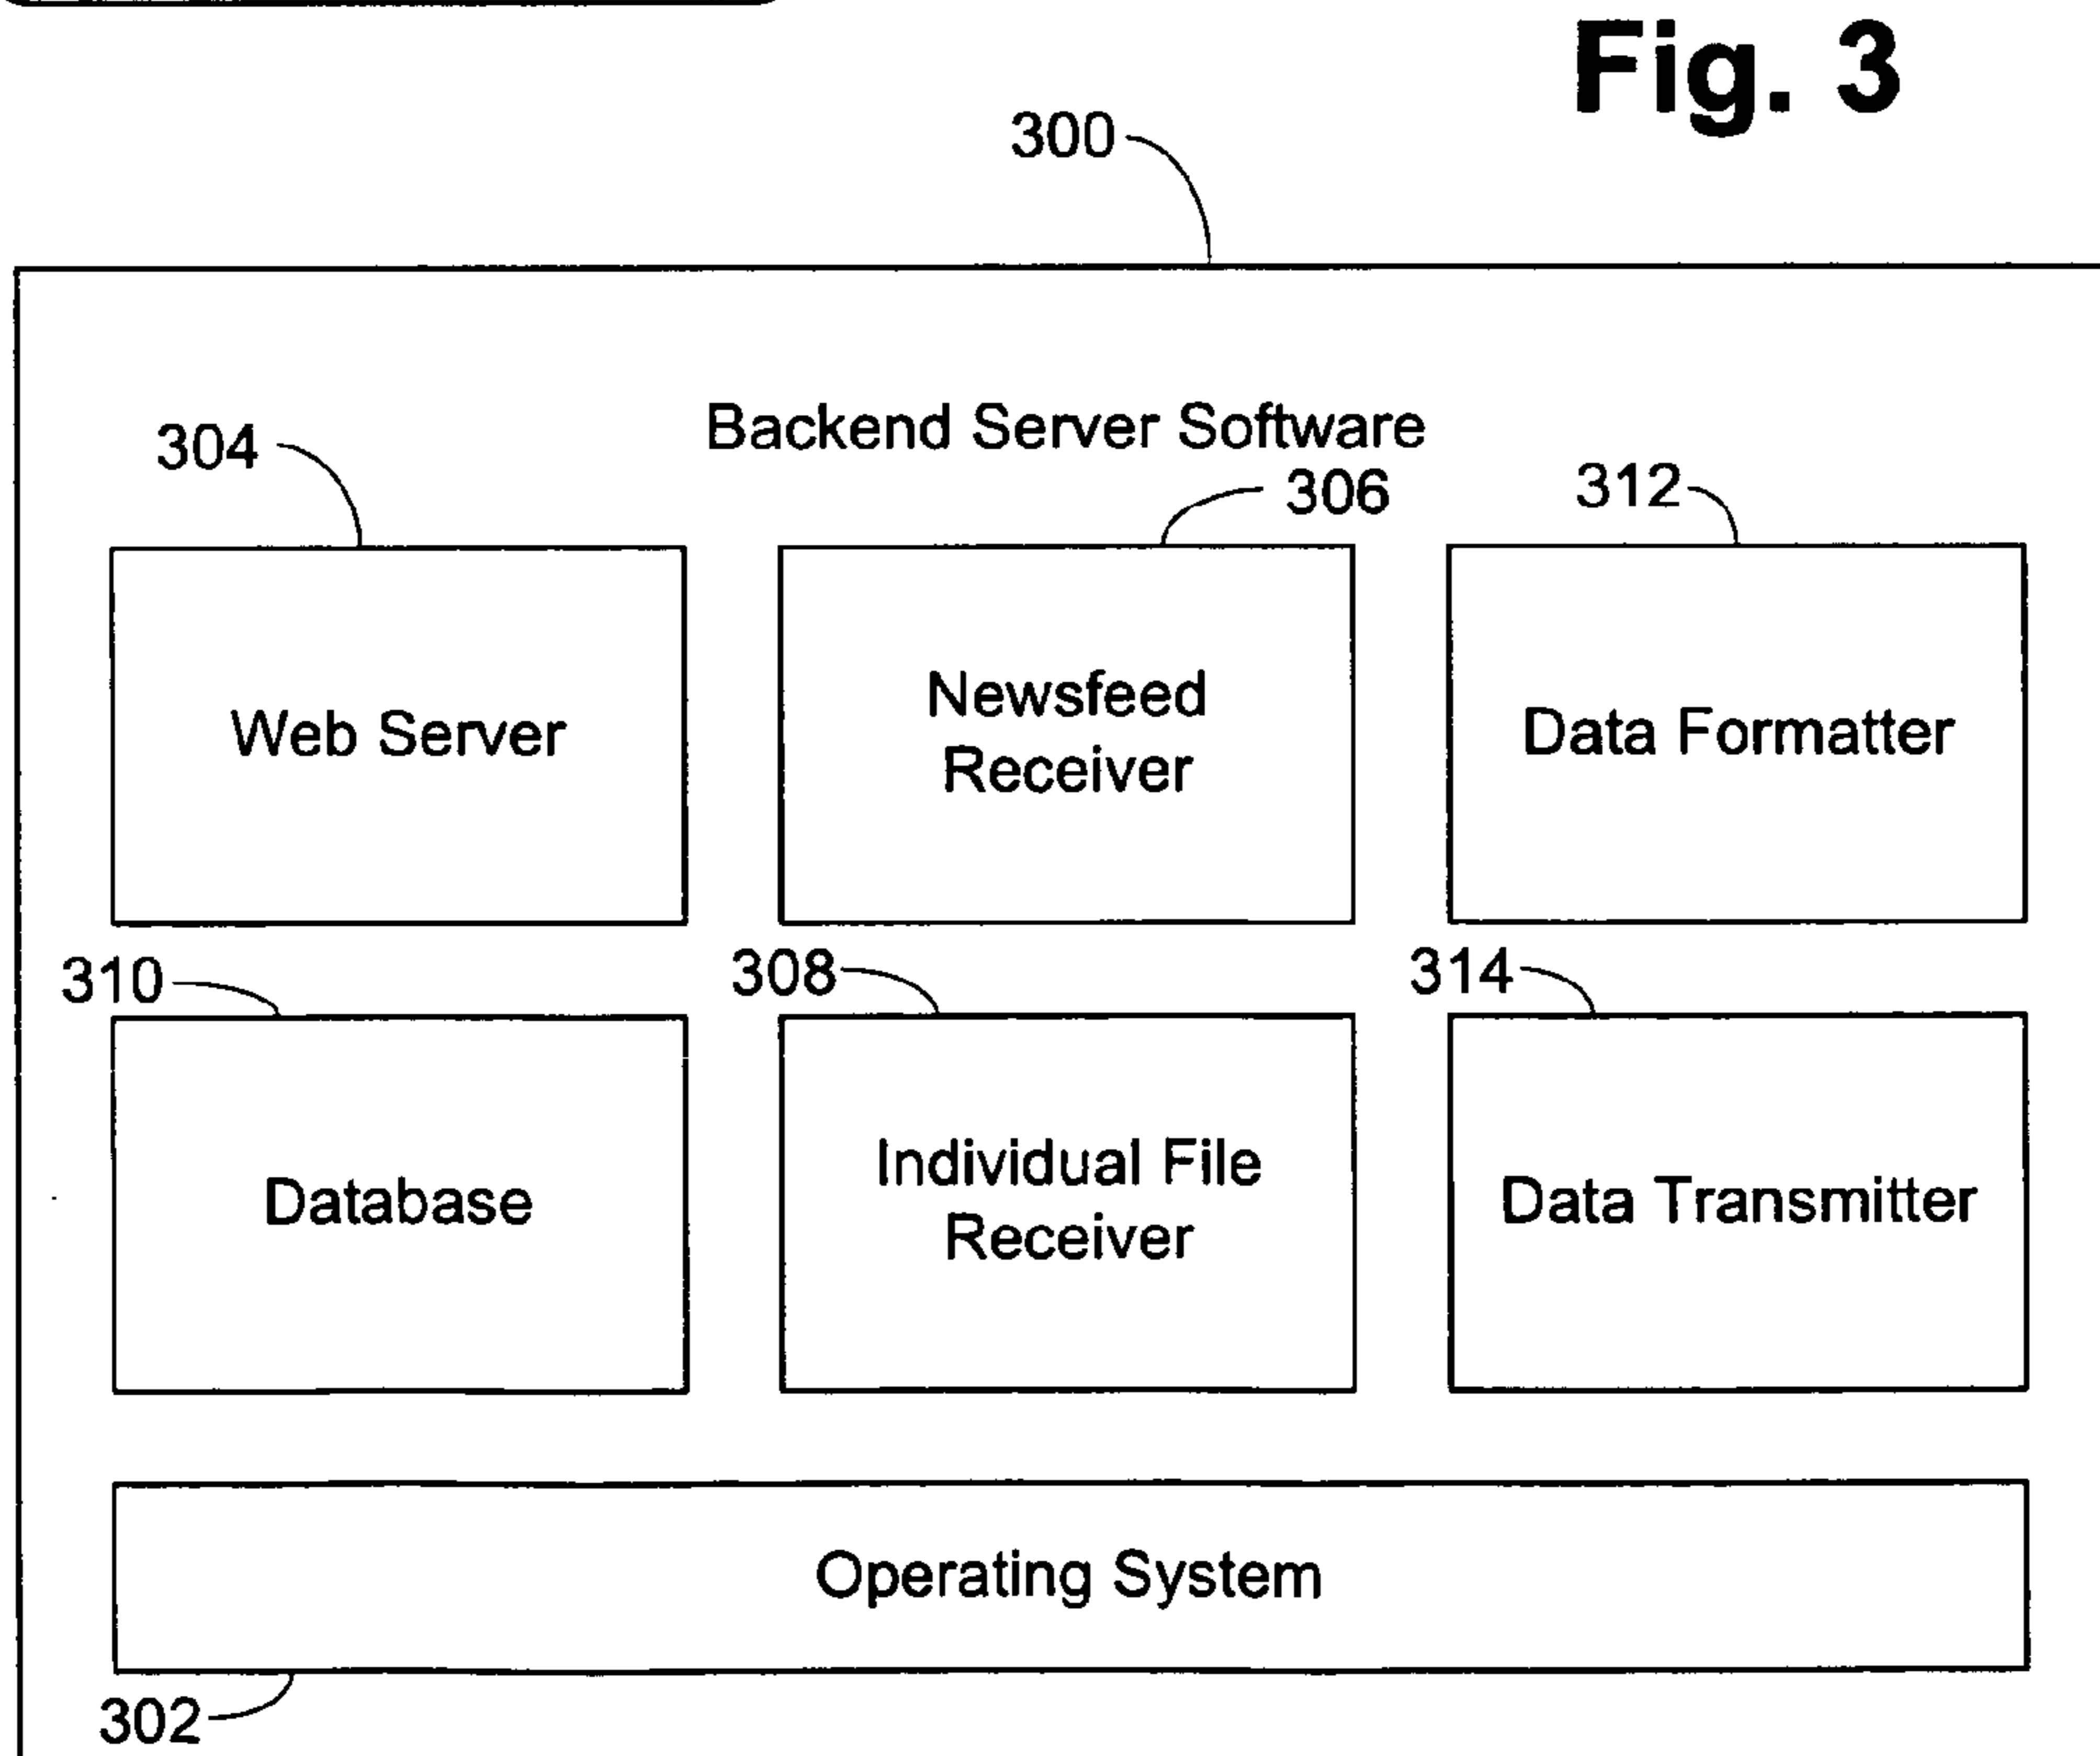 Fig. 3
300
Backend Server Software
304
306
312
Web Server
Newsfeed
Receiver
Data Formatter
310
308
314
Database
Individual File
Receiver
Data Transmitter
Operating System
302